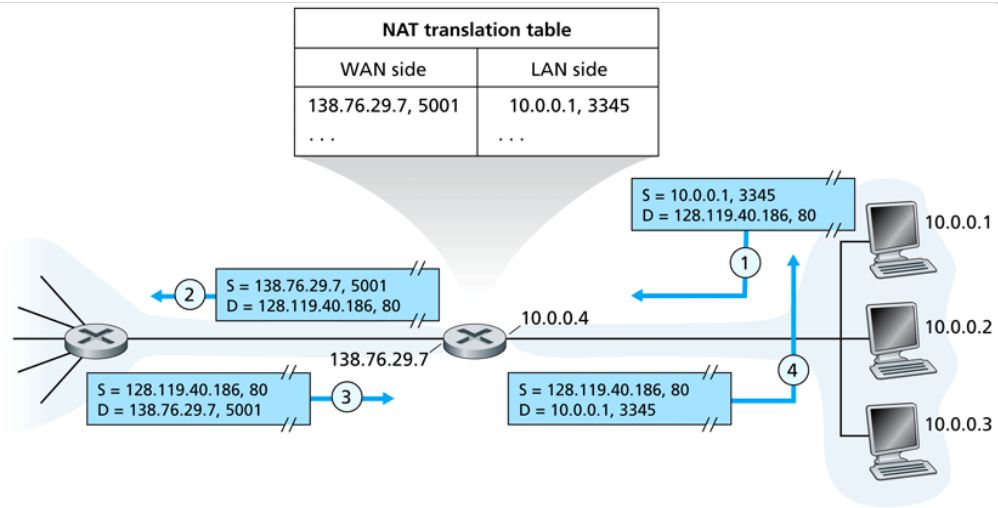 NAT translation table
WAN side
LAN side
138.76.29.7, 5001
10.0.0.1, 3345
. . .
. . .
S = 10.0.0.1, 3345
D = 128.119.40.186, 80
10.0.0.1
1
S = 138.76.29.7, 5001
D = 128.119.40.186, 80
2
10.0.0.4
10.0.0.2
138.76.29.7
S = 128.119.40.186, 80
D = 138.76.29.7, 5001
3
S = 128.119.40.186, 80
D = 10.0.0.1, 3345
4
10.0.0.3